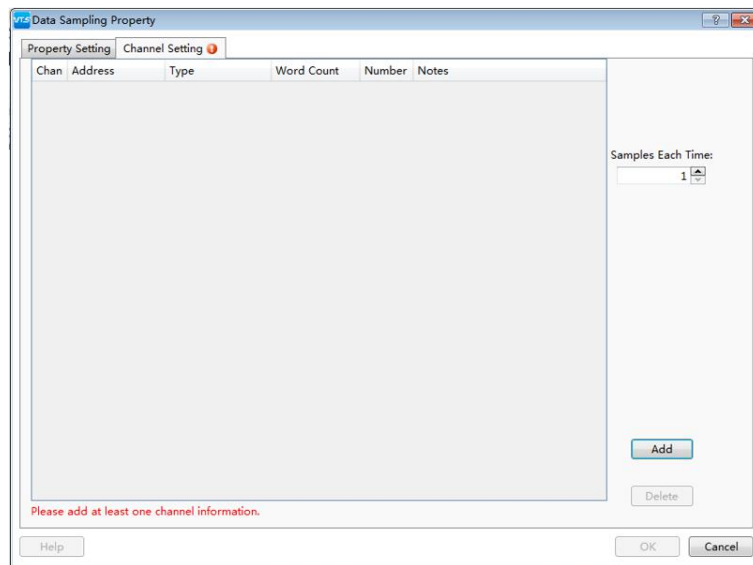 VT5 Data Sampling Property
Property Setting Channel Setting
Chan Address Type Word Count Number Notes
Samples Each Time:
1
Add
Delete
Please add at least one channel information.
Help OK Cancel